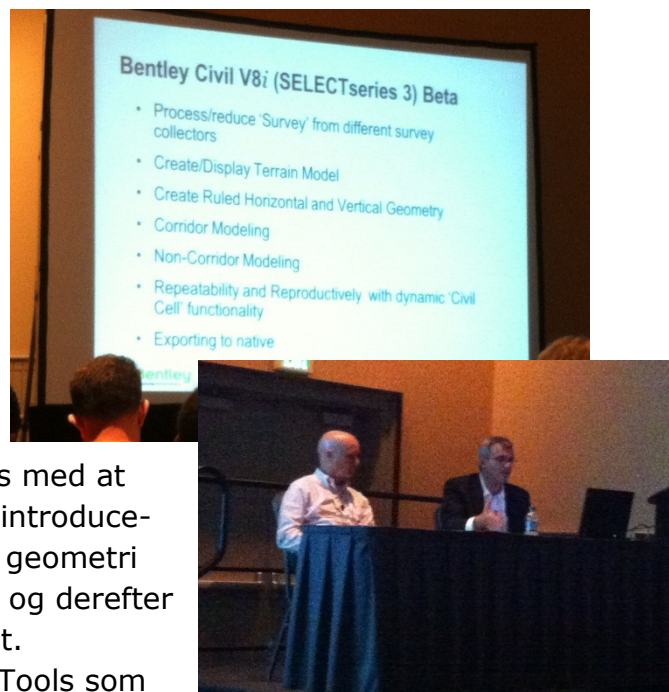 Bentley Civil V8i (SELECTseries 3) Beta
• Process/reduce 'Survey' from different survey
collectors
• Create/Display Terrain Model
• Create Ruled Horizontal and Vertical Geometry
• Corridor Modeling
• Non-Corridor Modeling
• Repeatability and Reproductively with dynamic 'Civil
Cell' functionality
• Exporting to native
Bentley
s med at
introduce-
geometri
og derefter
t.
Tools som